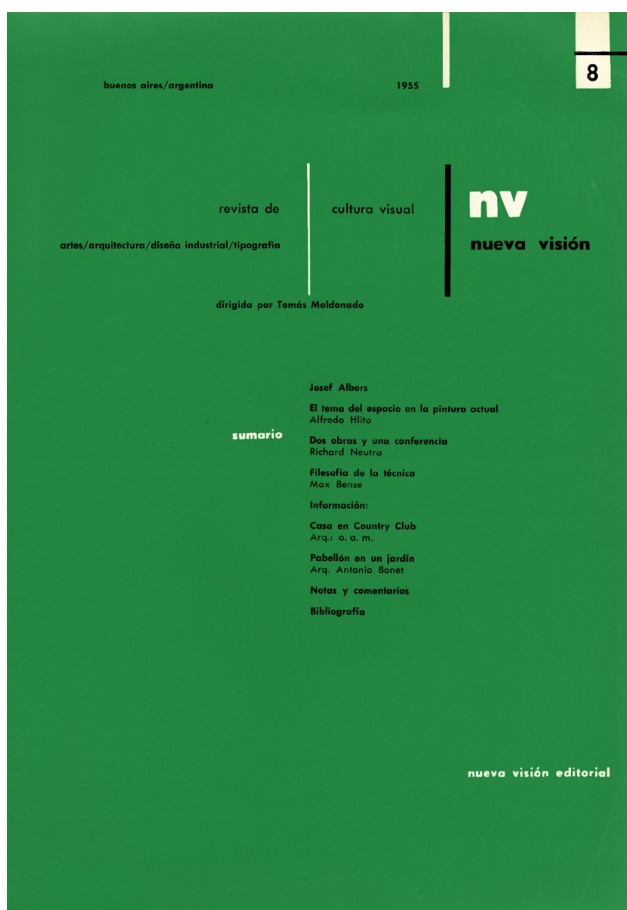 8
buenos aires/argentina 1955
revista de cultura visual nv
artes/arquitectura/diseño industrial/tipografía nueva visión
dirigida por Tomás Maldonado
Josef Albers
El tema del espacio en la pintura actual
Alfredo Hlito
sumario
Dos obras y una conferencia
Richard Neutra
Filosofía de la técnica
Max Bense
Información:
Casa en Country Club
Arq.: o. a. m.
Pabellón en un jardín
Arq. Antonio Bonet
Notas y comentarios
Bibliografía
nueva visión editorial